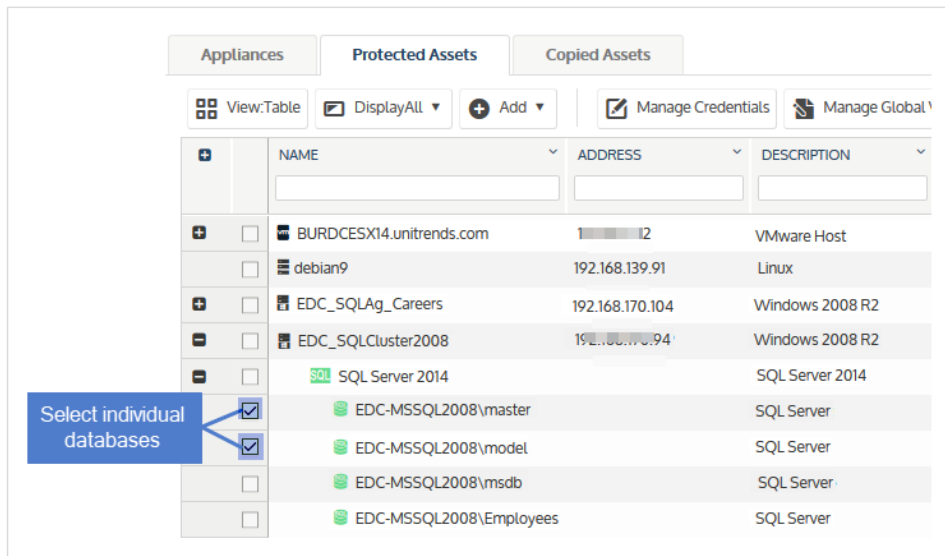 Appliances Protected Assets Copied Assets
View:Table DisplayAll Add Manage Credentials Manage Global
NAME ADDRESS DESCRIPTION
vm BURDCESX14.unitrends.com VMware Host
debian9 192.168.139.91 Linux
EDC_SQLAg_Careers 192.168.170.104 Windows 2008 R2
EDC_SQLCluster2008 Windows 2008 R2
SQL SQL Server 2014 SQL Server 2014
Select individual
databases
EDC-MSSQL2008\master SQL Server
EDC-MSSQL2008\model SQL Server
EDC-MSSQL2008\msdb SQL Server
EDC-MSSQL2008\Employees SQL Server